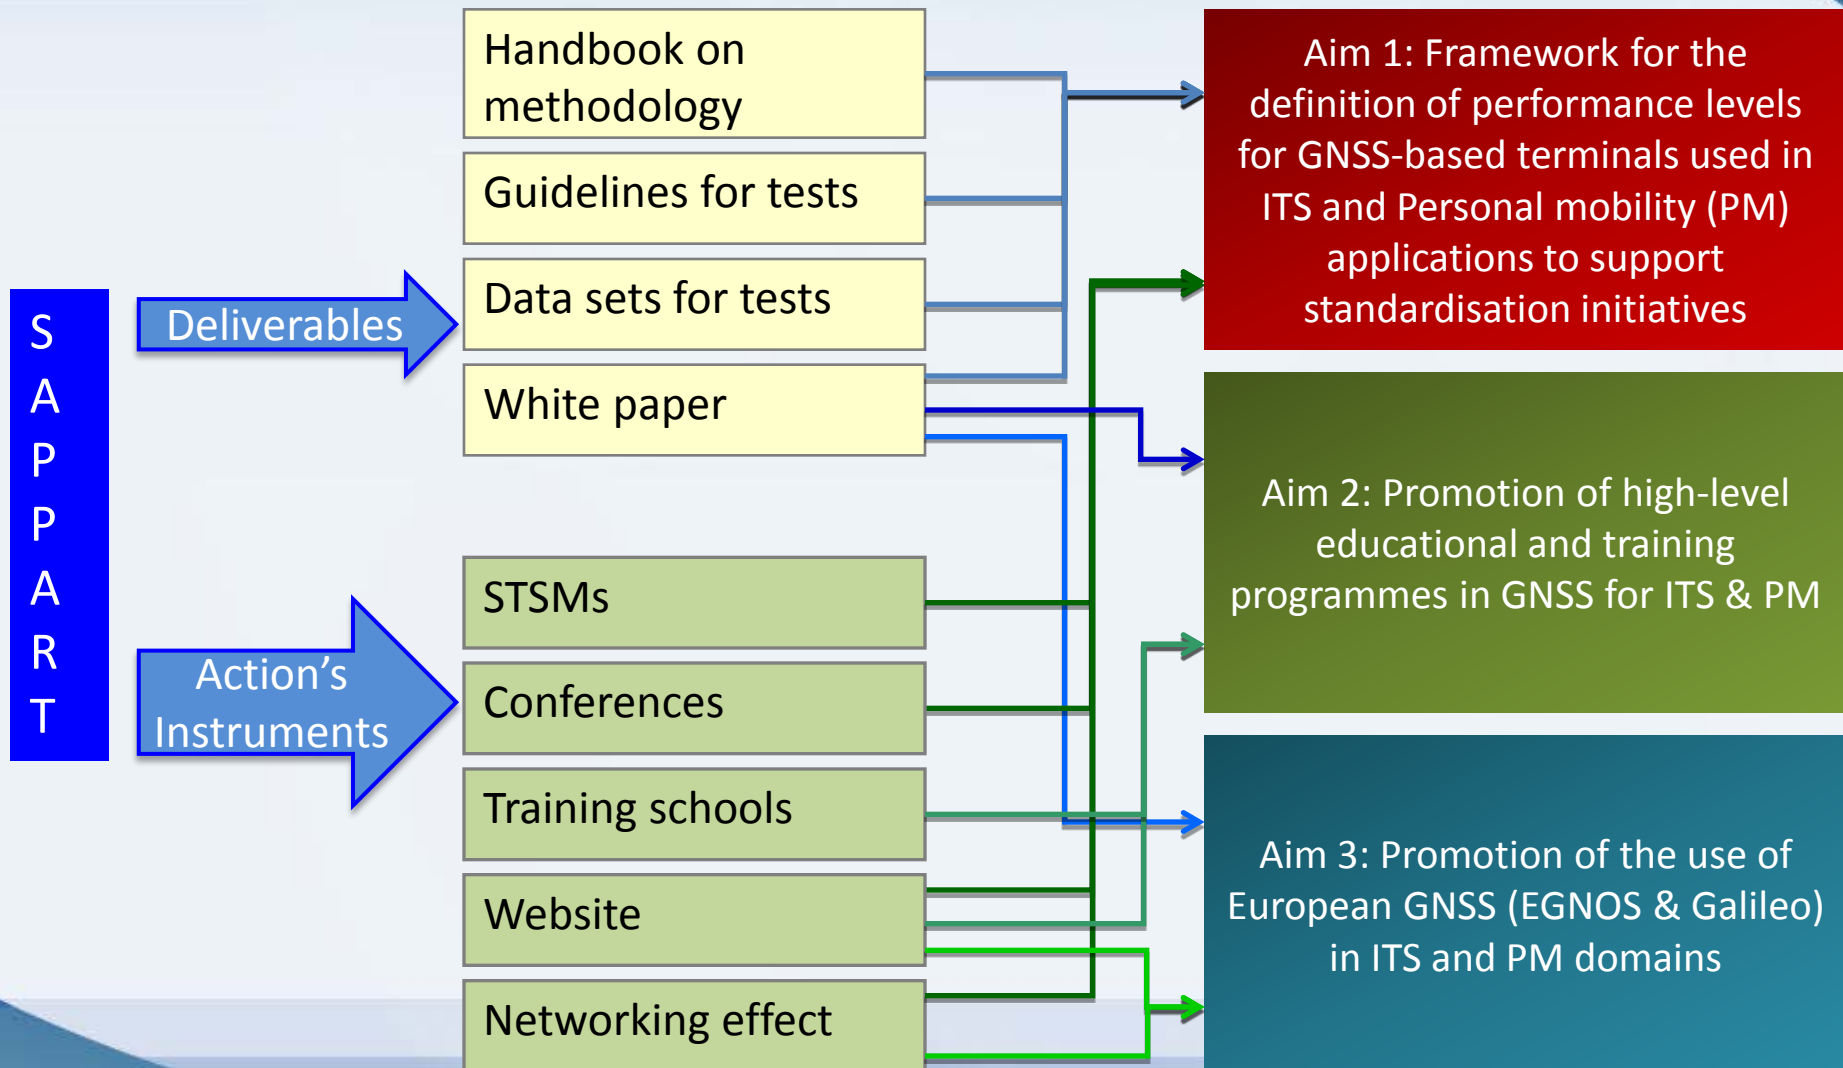 S
A
P
P
A
R
T
Deliverables
Action’s
Instruments
Handbook on
methodology
Guidelines for tests
Data sets for tests
White paper
STSMs
Conferences
Training schools
Website
Networking effect
Aim 1: Framework for the
definition of performance levels
for GNSS-based terminals used in
ITS and Personal mobility (PM)
applications to support
standardisation initiatives
Aim 2: Promotion of high-level
educational and training
programmes in GNSS for ITS & PM
Aim 3: Promotion of the use of
European GNSS (EGNOS & Galileo)
in ITS and PM domains